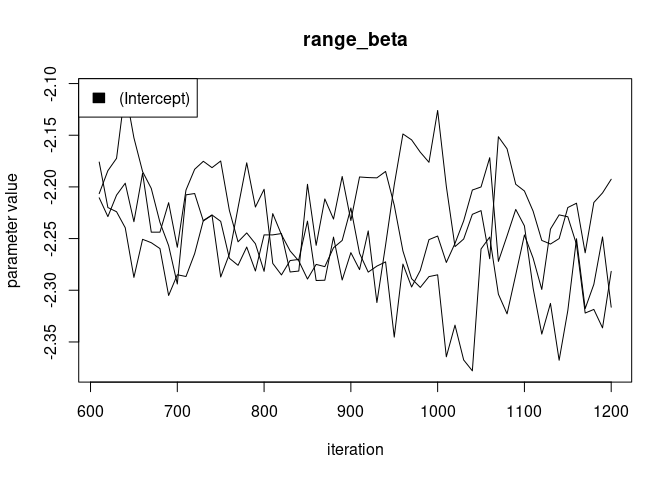 range_beta
(Intercept)
parameter value
-2.10
-2.15
-2.20
-2.25
-2.30
-2.35
600 700 800 900 1000 1100 1200
iteration